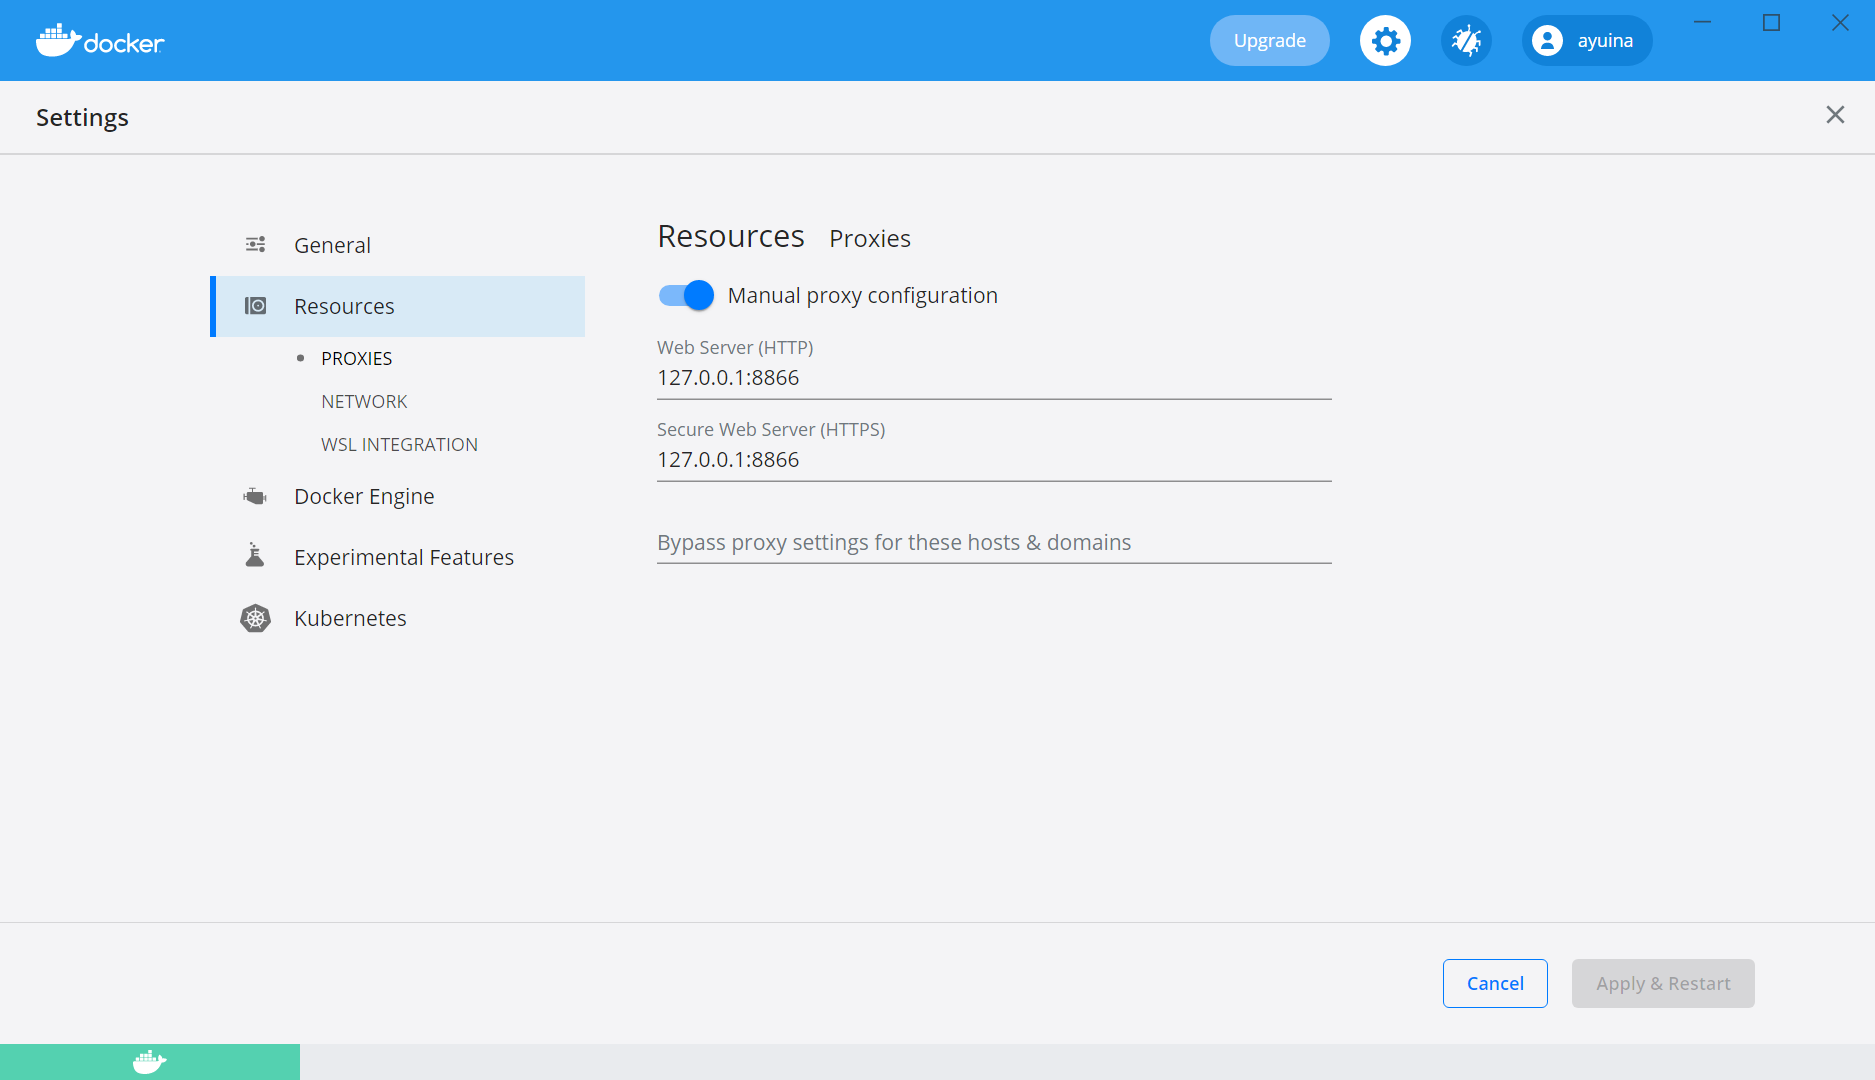 docker
Upgrade
ayuina
Settings
General
Resources
PROXIES
NETWORK
WSL INTEGRATION
Docker Engine
Experimental Features
Kubernetes
Resources Proxies
Manual proxy configuration
Web Server (HTTP)
127.0.0.1:8866
Secure Web Server (HTTPS)
127.0.0.1:8866
Bypass proxy settings for these hosts & domains
Cancel
Apply & Restart